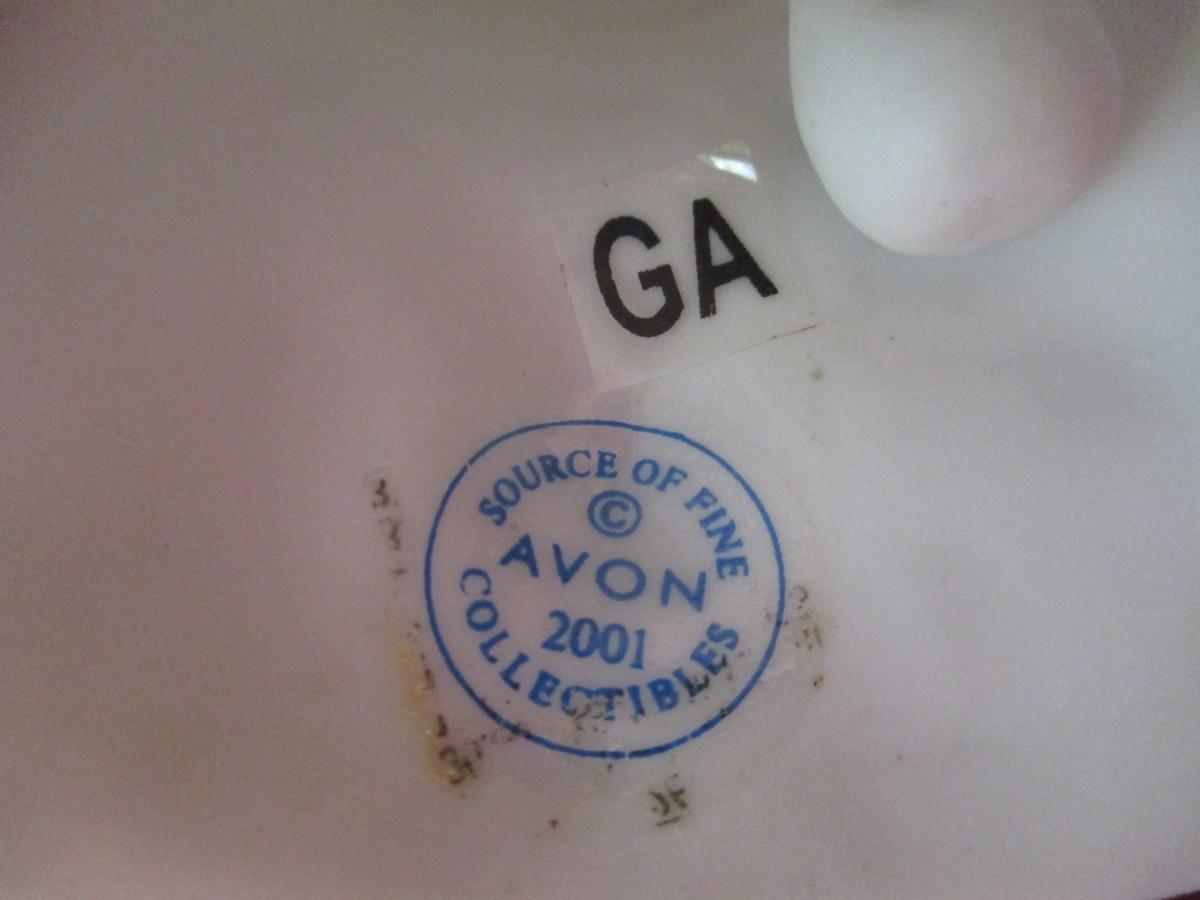 GA
SOURCE OF FINE
©
AVON
2001
COLLECTIBLES